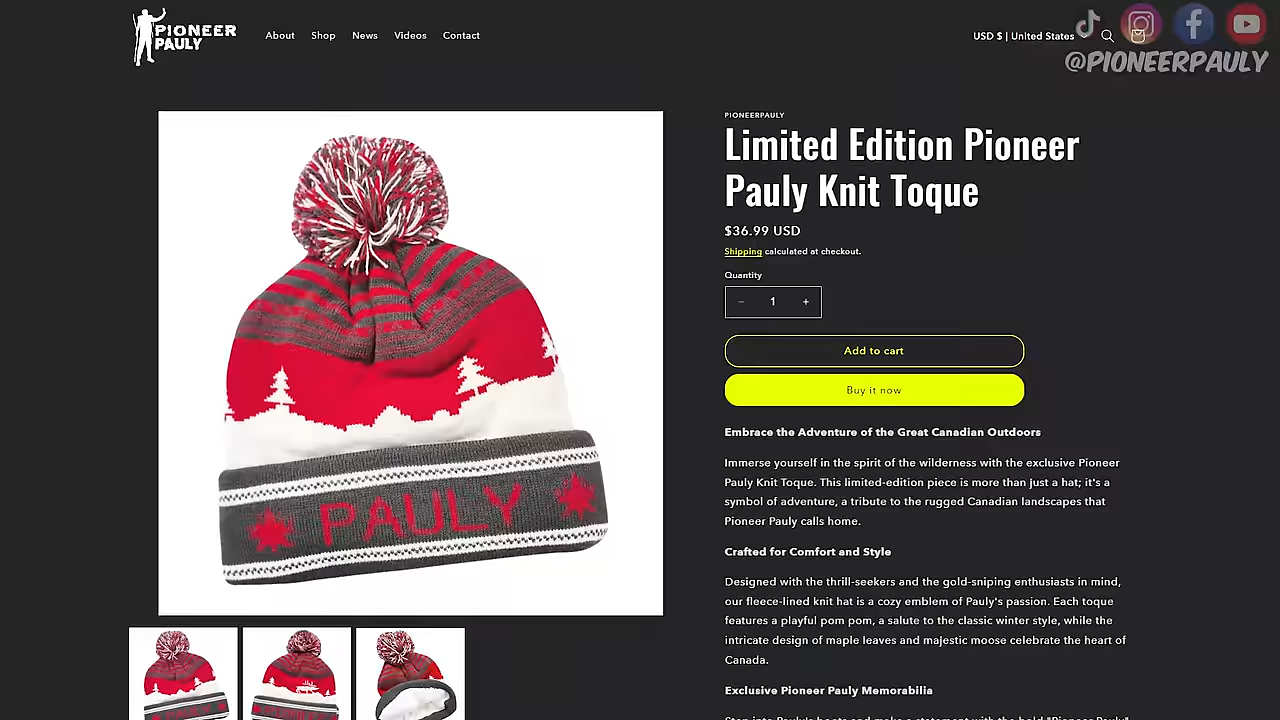 PIONEER
PAULY
About
Shop
News
Videos
Contact
USD $ | United States
@PIONEERPAULY
PIONEERPAULY
Limited Edition Pioneer
Pauly Knit Toque
$36.99 USD
Shipping calculated at checkout.
Quantity
− 1 +
Add to cart
Buy it now
Embrace the Adventure of the Great Canadian Outdoors
Immerse yourself in the spirit of the wilderness with the exclusive Pioneer
Pauly Knit Toque. This limited-edition piece is more than just a hat; it's a
symbol of adventure, a tribute to the rugged Canadian landscapes that
Pioneer Pauly calls home.
Crafted for Comfort and Style
Designed with the thrill-seekers and the gold-sniping enthusiasts in mind,
our fleece-lined knit hat is a cozy emblem of Pauly's passion. Each toque
features a playful pom pom, a salute to the classic winter style, while the
intricate design of maple leaves and majestic moose celebrate the heart of
Canada.
Exclusive Pioneer Pauly Memorabilia
PAULY